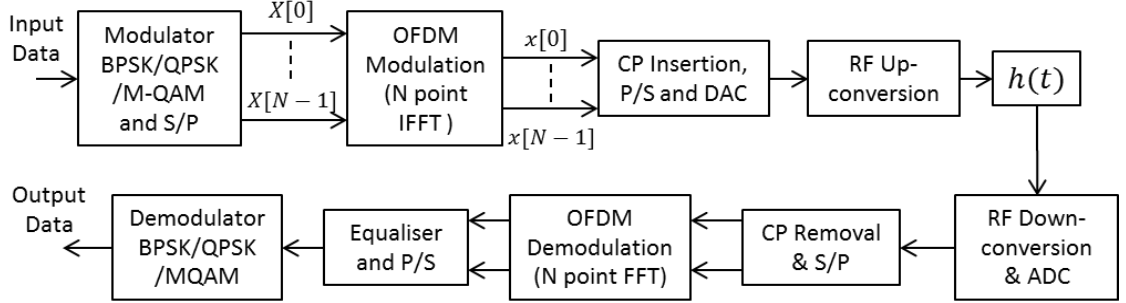 Input
Data
Modulator
BPSK/QPSK
/M-QAM
and S/P
X[0]
X[N − 1]
OFDM
Modulation
(N point
IFFT )
x[0]
x[N − 1]
CP Insertion,
P/S and DAC
RF Up-
conversion
h(t)
Output
Data
Demodulator
BPSK/QPSK
/MQAM
Equaliser
and P/S
OFDM
Demodulation
(N point FFT)
CP Removal
& S/P
RF Down-
conversion
& ADC